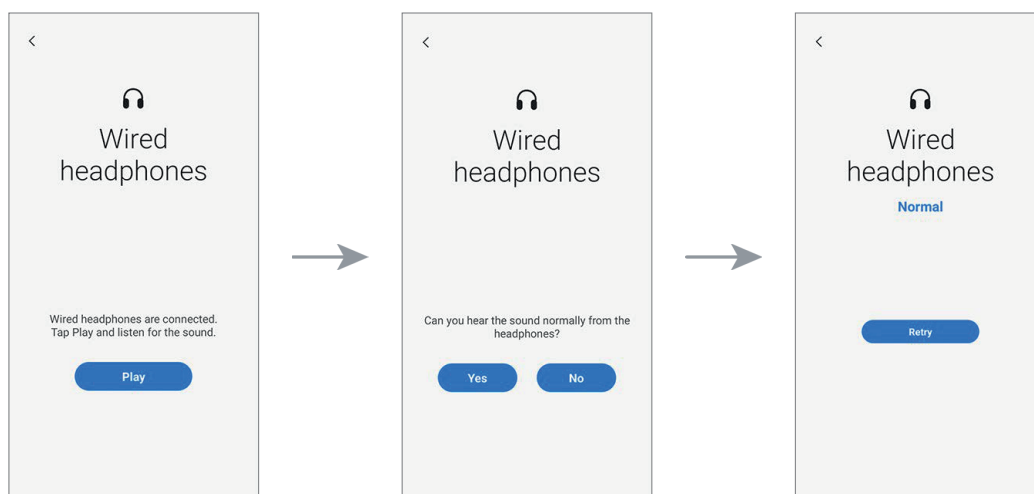 Wired
headphones
Wired headphones are connected.
Tap Play and listen for the sound.
Play
Wired
headphones
Can you hear the sound normally from the
headphones?
Yes
No
Wired
headphones
Normal
Retry